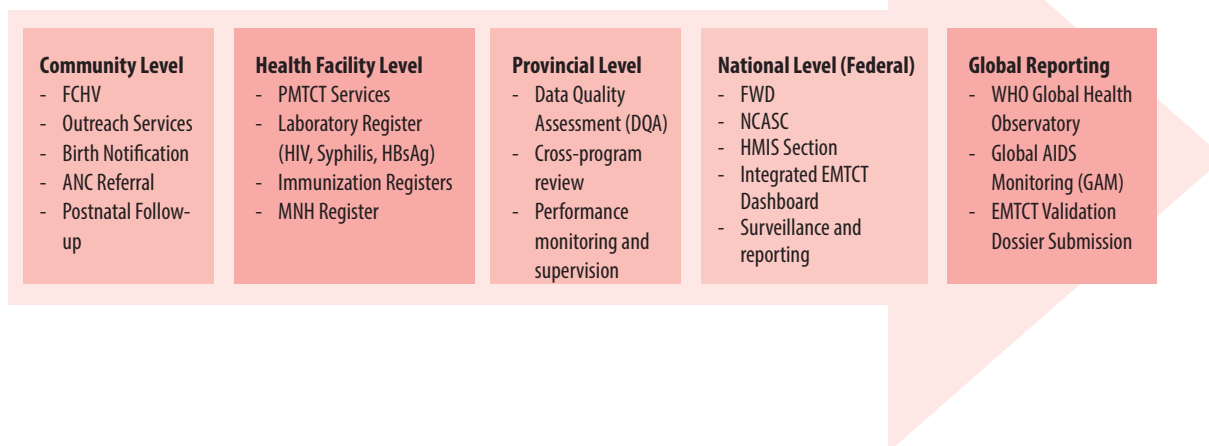 Community Level
- FCHV
- Outreach Services
- Birth Notification
- ANC Referral
- Postnatal Follow-
up
Health Facility Level
- PMTCT Services
- Laboratory Register
(HIV, Syphilis, HBsAg)
- Immunization Registers
- MNH Register
Provincial Level
- Data Quality
Assessment (DQA)
- Cross-program
review
- Performance
monitoring and
supervision
National Level (Federal)
- FWD
- NCASC
- HMIS Section
- Integrated EMTCT
Dashboard
- Surveillance and
reporting
Global Reporting
- WHO Global Health
Observatory
- Global AIDS
Monitoring (GAM)
- EMTCT Validation
Dossier Submission